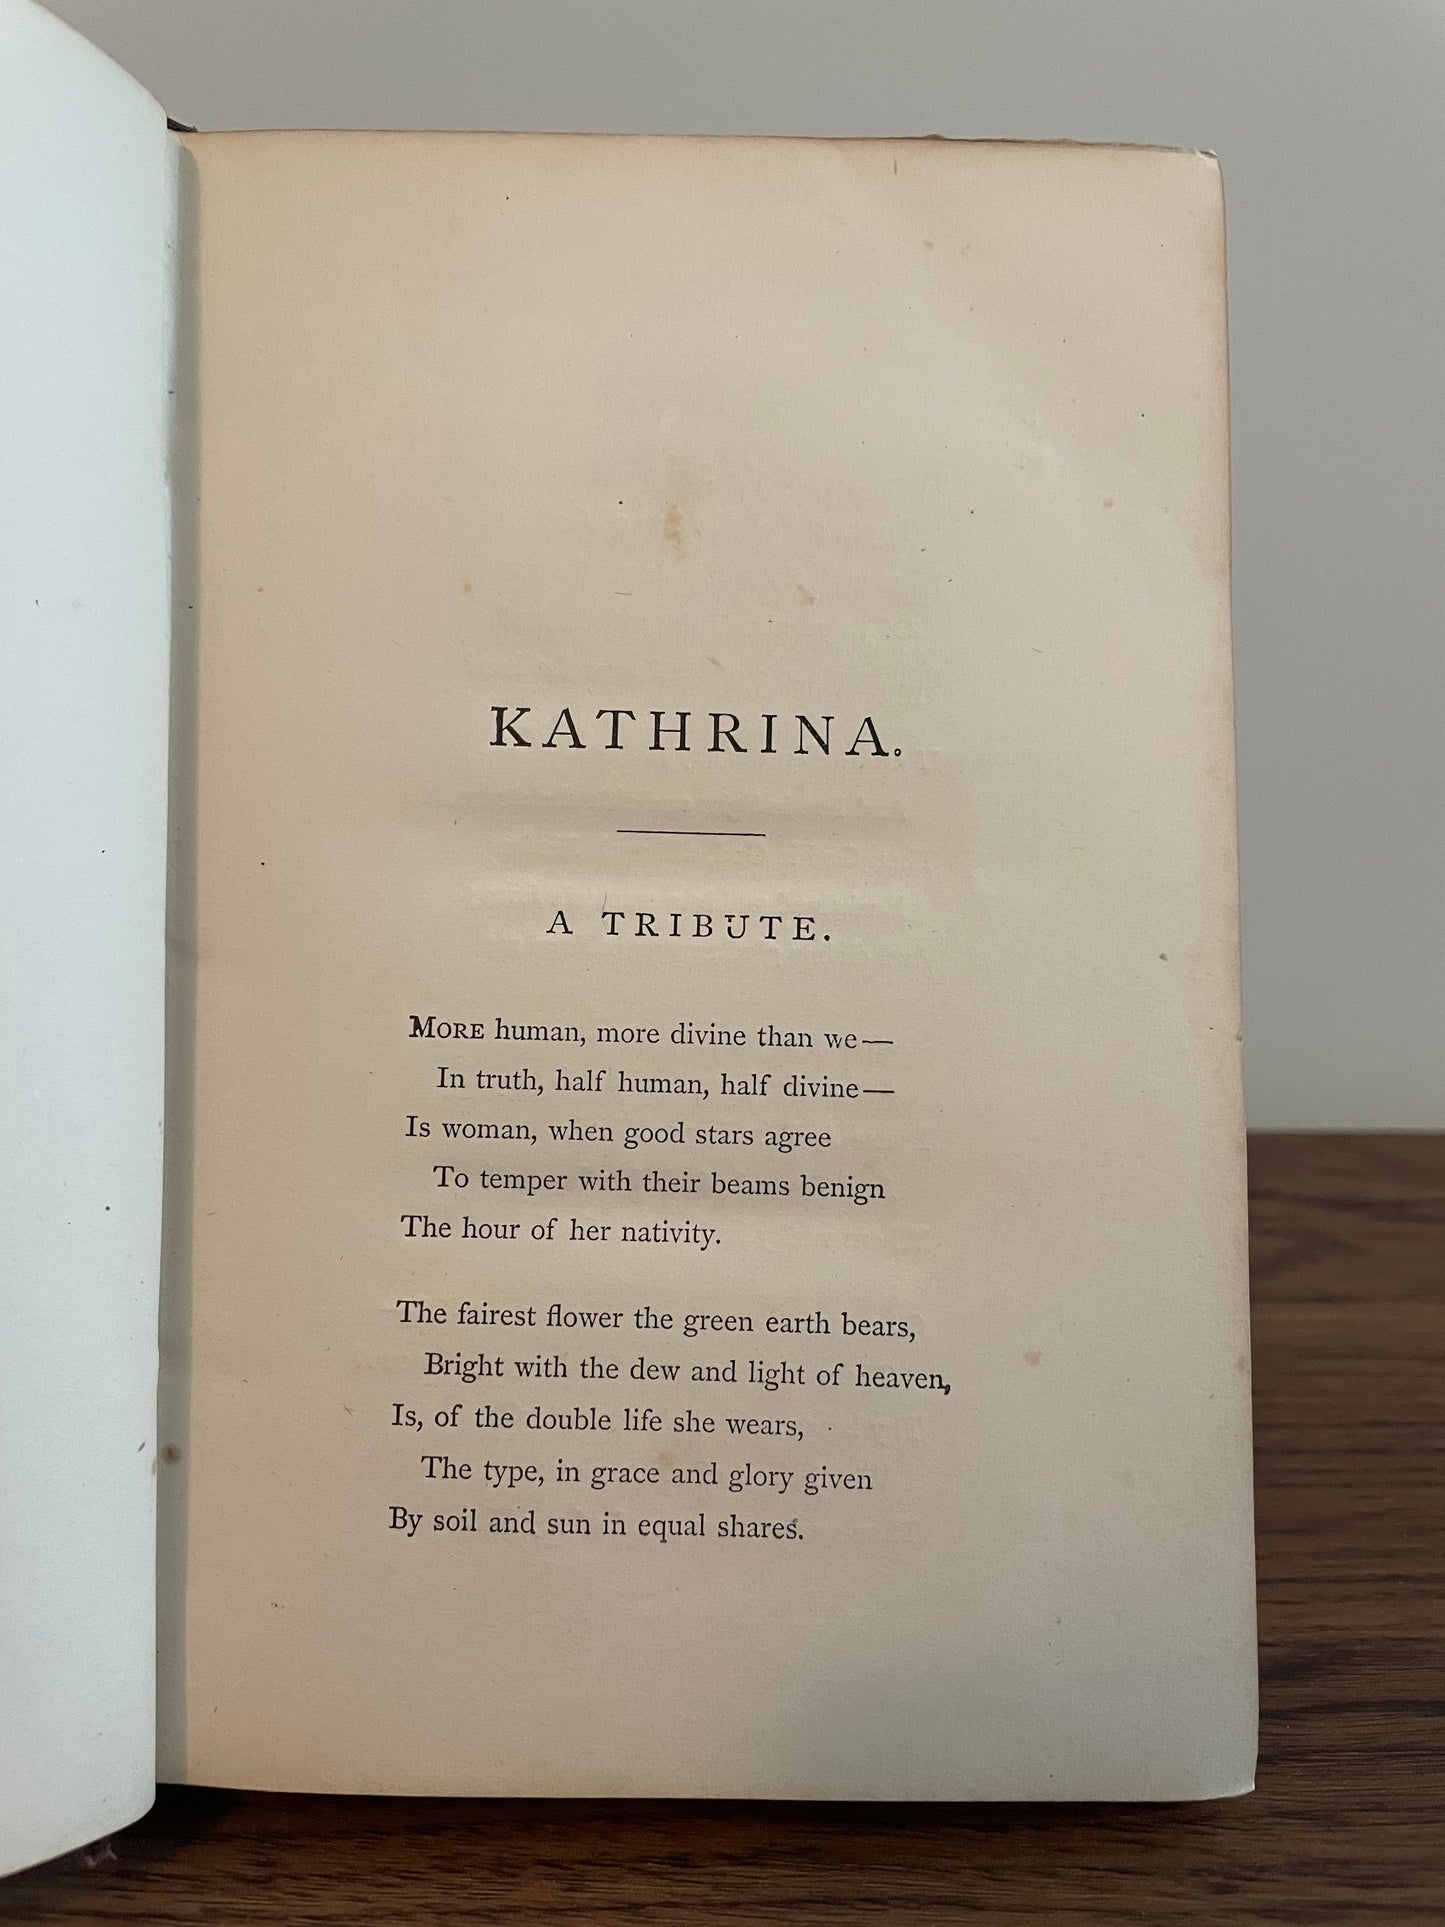 KATHRINA.
A TRIBUTE.
MORE human, more divine than we—
In truth, half human, half divine—
Is woman, when good stars agree
To temper with their beams benign
The hour of her nativity.
The fairest flower the green earth bears,
Bright with the dew and light of heaven,
Is, of the double life she wears,
The type, in grace and glory given
By soil and sun in equal shares.